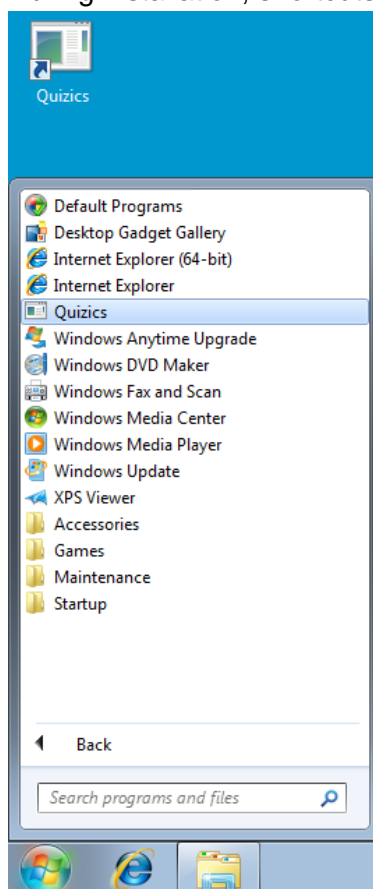 Quizics
Default Programs
Desktop Gadget Gallery
Internet Explorer (64-bit)
Internet Explorer
Quizics
Windows Anytime Upgrade
Windows DVD Maker
Windows Fax and Scan
Windows Media Center
Windows Media Player
Windows Update
XPS Viewer
Accessories
Games
Maintenance
Startup
Back
Search programs and files